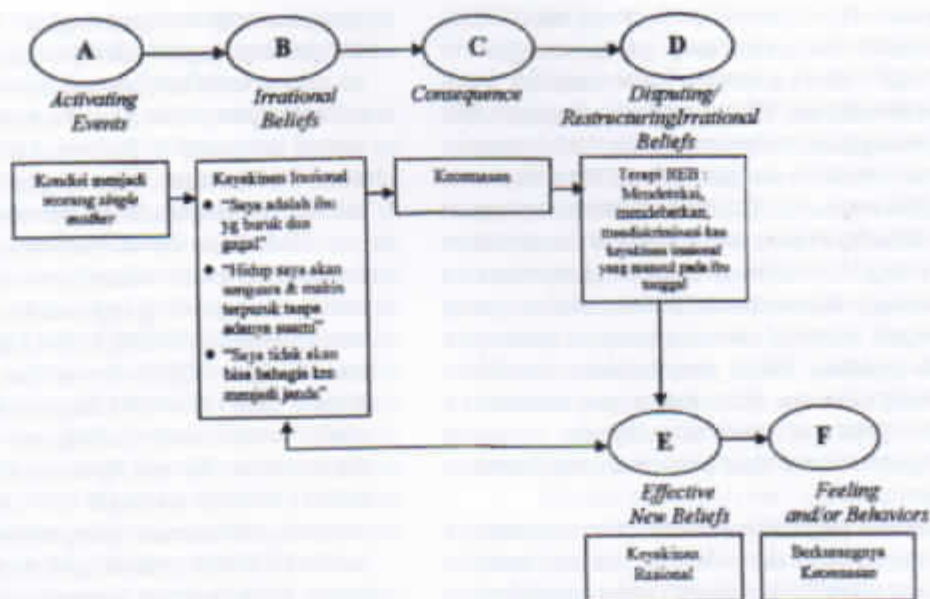 A
B
C
D
Activating
Events
Irrational
Beliefs
Consequence
Disputing/
RestructuringIrrational
Beliefs
Kondisi menjadi
seorang single
mother
Keyakinan Irasional
● "Saya adalah ibu
yg buruk dan
gagal"
● "Hidup saya akan
sengsara & makin
terpuruk tanpa
adanya suami"
● "Saya tidak akan
bisa bahagia krn
menjadi janda"
Kecemasan
Terapi REB :
Mendeteksi,
mendebatkan,
keyakinan irasional
yang muncul pada ibu
tunggal
E
F
Effective
New Beliefs
Feeling
and/or Behaviors
Keyakinan
Rasional
Berkurangnya
Kecemasan